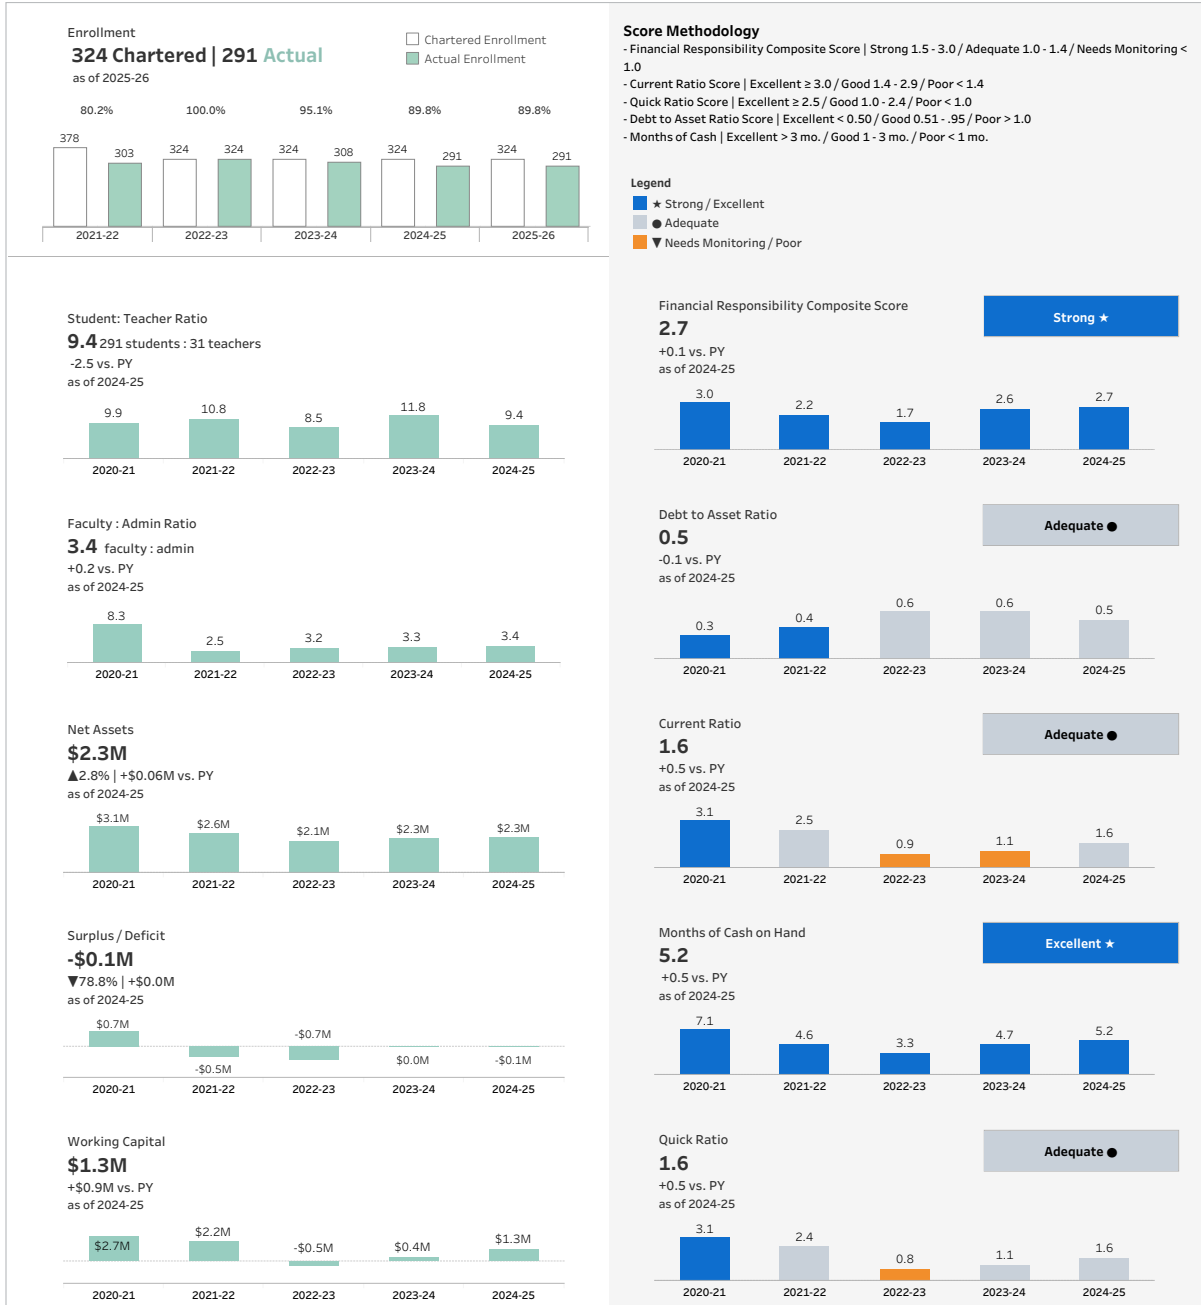 Enrollment
324 Chartered | 291 Actual
as of 2025-26
Chartered Enrollment
Actual Enrollment
80.2% 100.0% 95.1% 89.8% 89.8%
378 303 324 324 324 308 324 291 324 291
2021-22 2022-23 2023-24 2024-25 2025-26
Student: Teacher Ratio
9.4 291 students : 31 teachers
-2.5 vs. PY
as of 2024-25
9.9 10.8 8.5 11.8 9.4
2020-21 2021-22 2022-23 2023-24 2024-25
Faculty : Admin Ratio
3.4 faculty : admin
+0.2 vs. PY
as of 2024-25
8.3 2.5 3.2 3.3 3.4
2020-21 2021-22 2022-23 2023-24 2024-25
Net Assets
$2.3M
▲2.8% | +$0.06M vs. PY
as of 2024-25
$3.1M $2.6M $2.1M $2.3M $2.3M
2020-21 2021-22 2022-23 2023-24 2024-25
Surplus / Deficit
-$0.1M
▼78.8% | +$0.0M
as of 2024-25
$0.7M -$0.5M -$0.7M $0.0M -$0.1M
2020-21 2021-22 2022-23 2023-24 2024-25
Working Capital
$1.3M
+$0.9M vs. PY
as of 2024-25
$2.7M $2.2M -$0.5M $0.4M $1.3M
2020-21 2021-22 2022-23 2023-24 2024-25
Score Methodology
- Financial Responsibility Composite Score | Strong 1.5 - 3.0 / Adequate 1.0 - 1.4 / Needs Monitoring <
1.0
- Current Ratio Score | Excellent ≥ 3.0 / Good 1.4 - 2.9 / Poor < 1.4
- Quick Ratio Score | Excellent ≥ 2.5 / Good 1.0 - 2.4 / Poor < 1.0
- Debt to Asset Ratio Score | Excellent < 0.50 / Good 0.51 - .95 / Poor > 1.0
- Months of Cash | Excellent > 3 mo. / Good 1 - 3 mo. / Poor < 1 mo.
Legend
★ Strong / Excellent
● Adequate
▼ Needs Monitoring / Poor
Financial Responsibility Composite Score
Strong ★
2.7
+0.1 vs. PY
as of 2024-25
3.0 2.2 1.7 2.6 2.7
2020-21 2021-22 2022-23 2023-24 2024-25
Debt to Asset Ratio
Adequate ●
0.5
-0.1 vs. PY
as of 2024-25
0.3 0.4 0.6 0.6 0.5
2020-21 2021-22 2022-23 2023-24 2024-25
Current Ratio
Adequate ●
1.6
+0.5 vs. PY
as of 2024-25
3.1 2.5 0.9 1.1 1.6
2020-21 2021-22 2022-23 2023-24 2024-25
Months of Cash on Hand
Excellent ★
5.2
+0.5 vs. PY
as of 2024-25
7.1 4.6 3.3 4.7 5.2
2020-21 2021-22 2022-23 2023-24 2024-25
Quick Ratio
Adequate ●
1.6
+0.5 vs. PY
as of 2024-25
3.1 2.4 0.8 1.1 1.6
2020-21 2021-22 2022-23 2023-24 2024-25